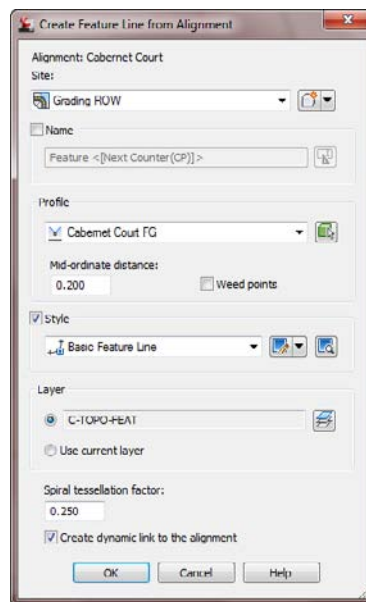 Create Feature Line from Alignment
Alignment: Cabernet Court
Site:
Grading ROW
Name
Feature <[Next Counter(CP)]>
Profile
Cabernet Court FG
Mid-ordinate distance:
0.200
Weed points
Style
Basic Feature Line
Layer
C-TOPO-FEAT
Use current layer
Spiral tessellation factor:
0.250
Create dynamic link to the alignment
OK Cancel Help